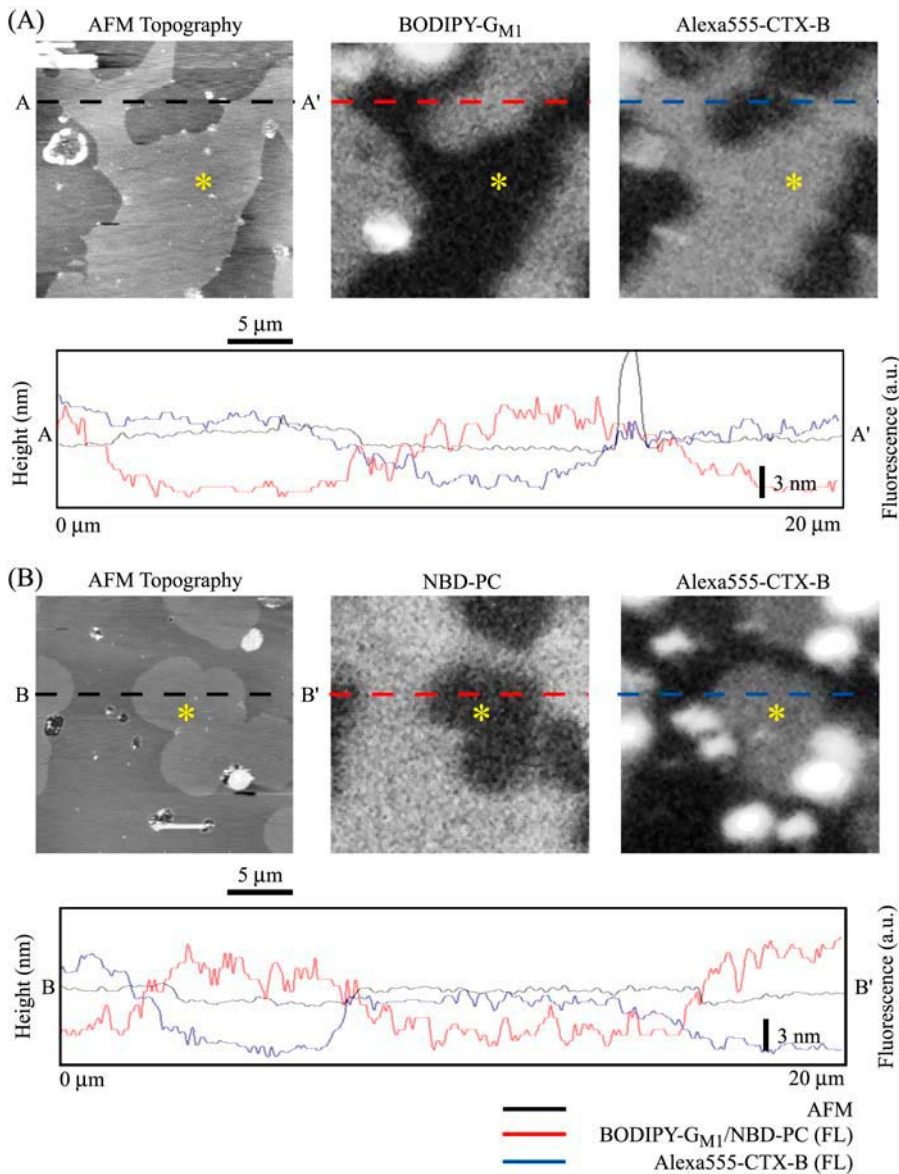 (A)
AFM Topography BODIPY-GM1 Alexa555-CTX-B
A A'
*
*
*
5 μm
Height (nm)
A
A'
3 nm
Fluorescence (a.u.)
0 μm 20 μm
(B)
AFM Topography NBD-PC Alexa555-CTX-B
B B'
*
*
*
5 μm
Height (nm)
B
B'
3 nm
Fluorescence (a.u.)
0 μm 20 μm
AFM
BODIPY-GM1/NBD-PC (FL)
Alexa555-CTX-B (FL)